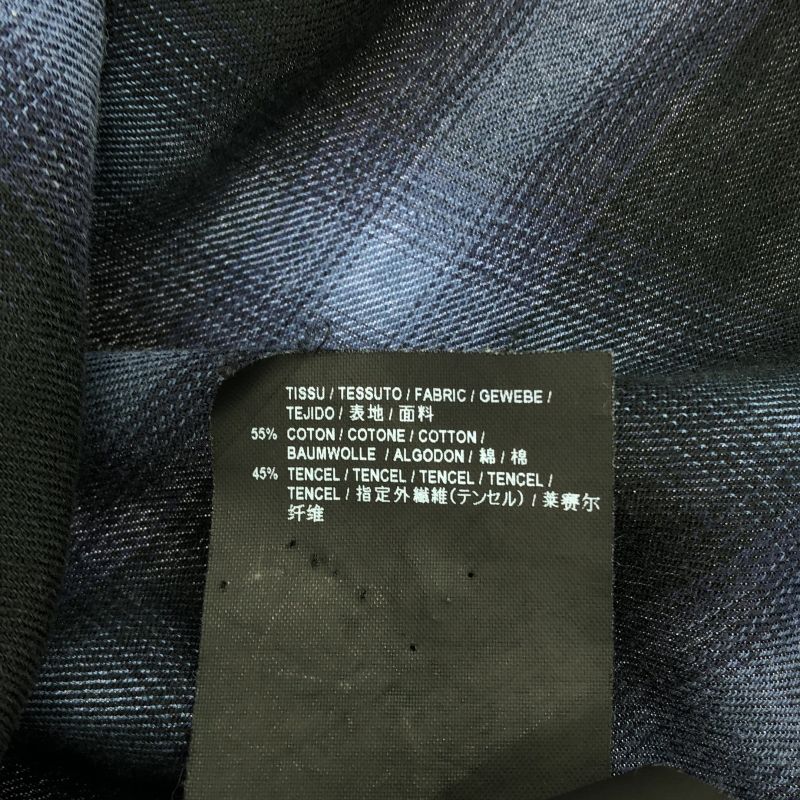 TISSU / TESSUTO / FABRIC / GEWEBE /
TEJIDO / 表地 / 面料
55% COTON / COTONE / COTTON /
BAUMWOLLE / ALGODON / 綿 / 棉
45% TENCEL / TENCEL / TENCEL / TENCEL /
TENCEL / 指定外繊維(テンセル) / 莱赛尔
纤维